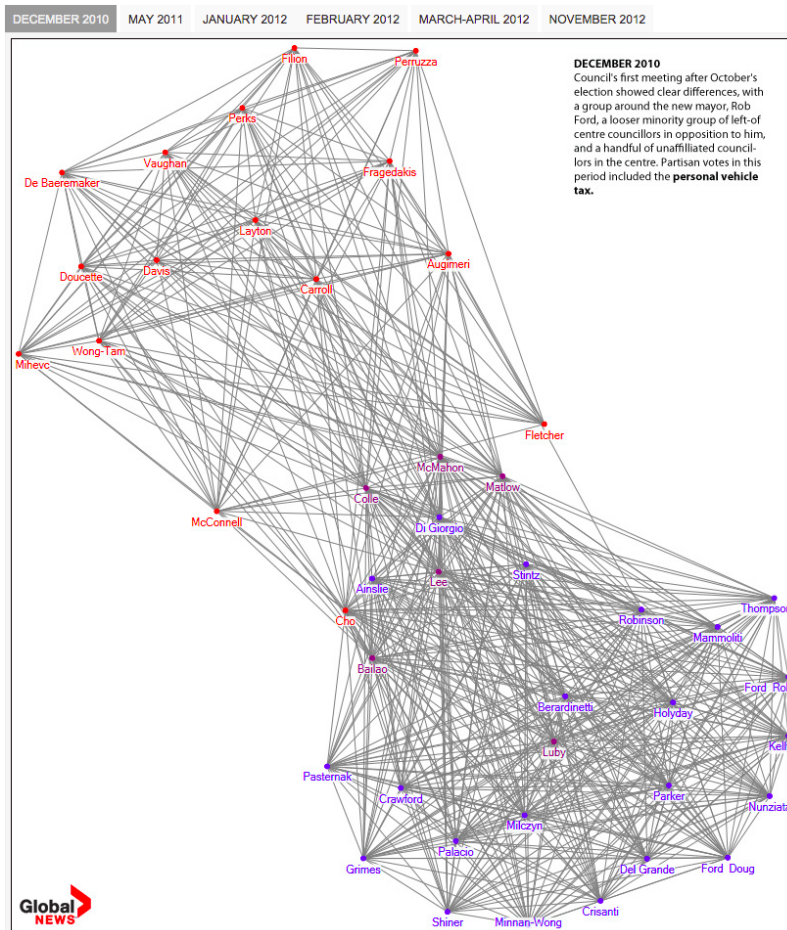 DECEMBER 2010
MAY 2011
JANUARY 2012
FEBRUARY 2012
MARCH-APRIL 2012
NOVEMBER 2012
DECEMBER 2010
Council's first meeting after October's
election showed clear differences, with
a group around the new mayor, Rob
Ford, a looser minority group of left-of
centre councillors in opposition to him,
and a handful of unaffilliated council-
lors in the centre. Partisan votes in this
period included the personal vehicle
tax.
Filion
Perruzza
Perks
Vaughan
Fragedakis
De Baeremaker
Layton
Augimeri
Doucette
Davis
Carroll
Wong-Tam
Mihevc
Fletcher
McMahon
Matlow
Colle
McConnell
Di Giorgio
Stintz
Ainslie
Lee
Thompson
Cho
Robinson
Mammoliti
Bailao
Ford Ro
Berardinetti
Holyday
Luby
Kel
Pasternak
Crawford
Parker
Nunziata
Milczyn
Palacio
Grimes
Del Grande
Ford Doug
Crisanti
Shiner
Minnan-Wong
Global
NEWS